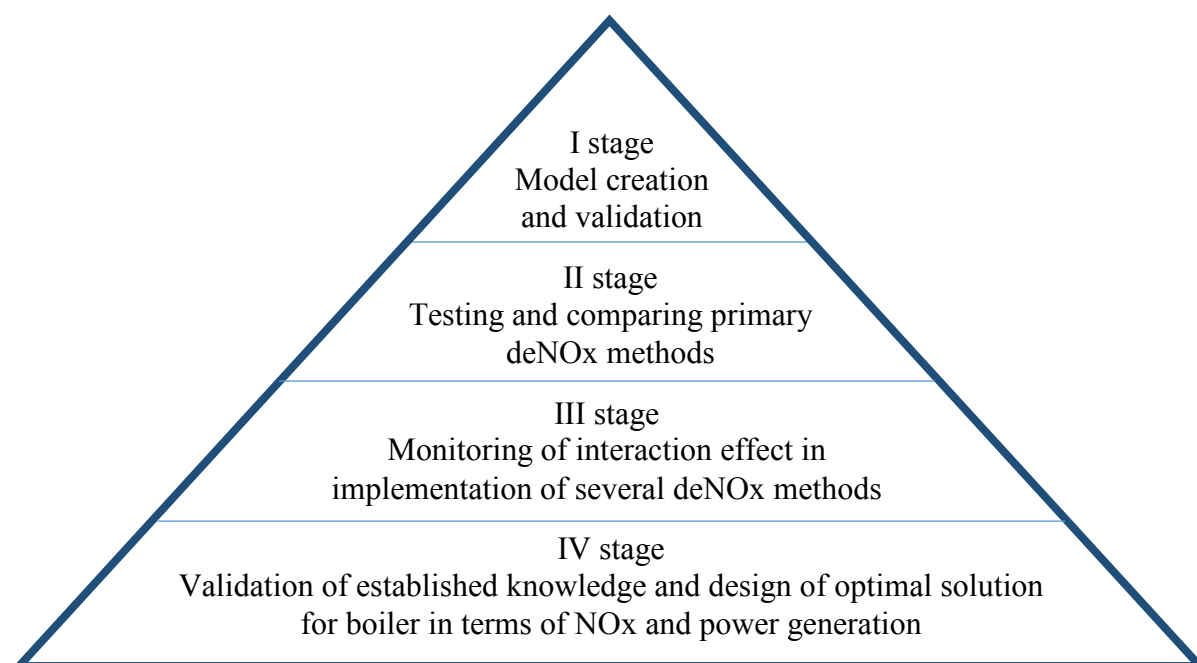 I stage
Model creation
and validation
II stage
Testing and comparing primary
deNOx methods
III stage
Monitoring of interaction effect in
implementation of several deNOx methods
IV stage
Validation of established knowledge and design of optimal solution
for boiler in terms of NOx and power generation